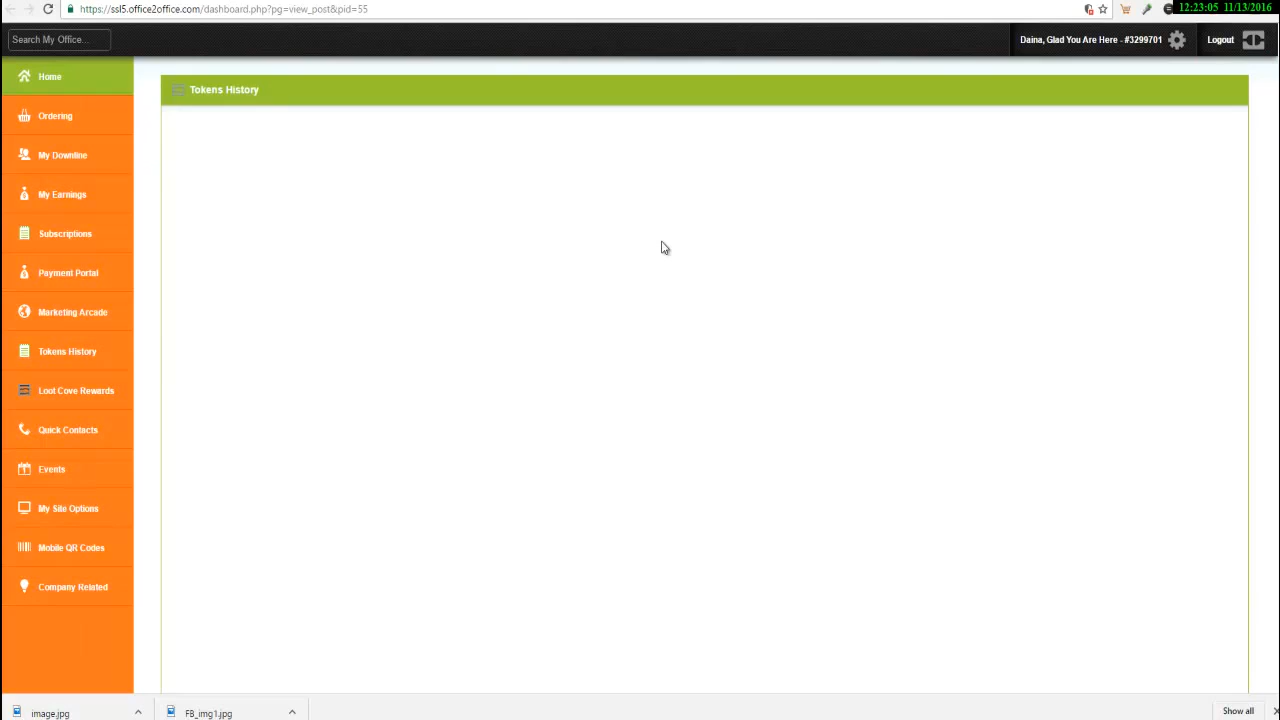 https://ssl5.office2office.com/dashboard.php?pg=view_post&pid=55
12:23:05 11/13/2016
Search My Office...
Daina, Glad You Are Here - #3299701
Logout
Home
Tokens History
Ordering
My Downline
My Earnings
Subscriptions
Payment Portal
Marketing Arcade
Tokens History
Loot Cove Rewards
Quick Contacts
Events
My Site Options
Mobile QR Codes
Company Related
image.jpg
FB_img1.jpg
Show all